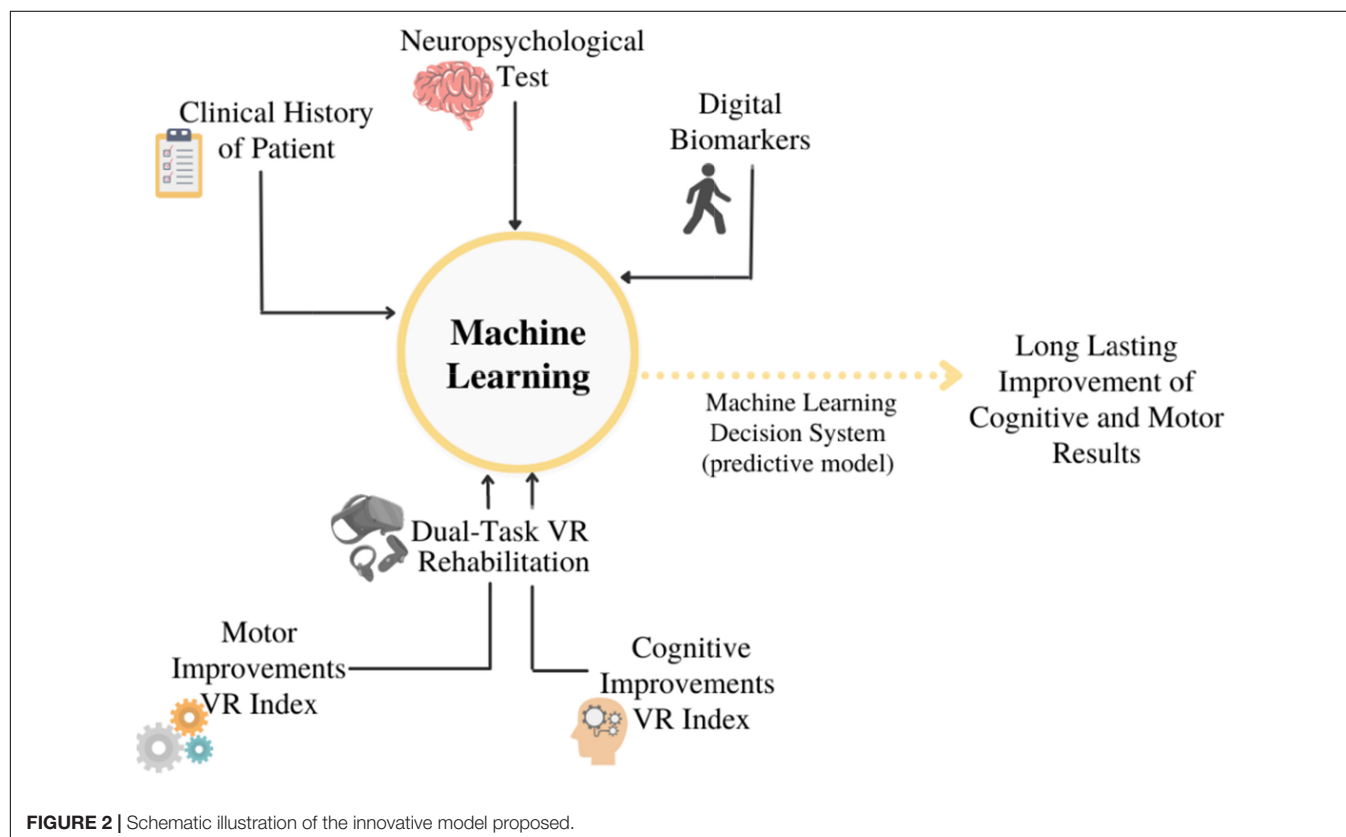 Neuropsychological
Test
Clinical History
of Patient
Digital
Biomarkers
Machine
Learning
Machine Learning
Decision System
(predictive model)
Long Lasting
Improvement of
Cognitive and Motor
Results
Dual-Task VR
Rehabilitation
Motor
Improvements
VR Index
Cognitive
Improvements
VR Index
FIGURE 2 | Schematic illustration of the innovative model proposed.